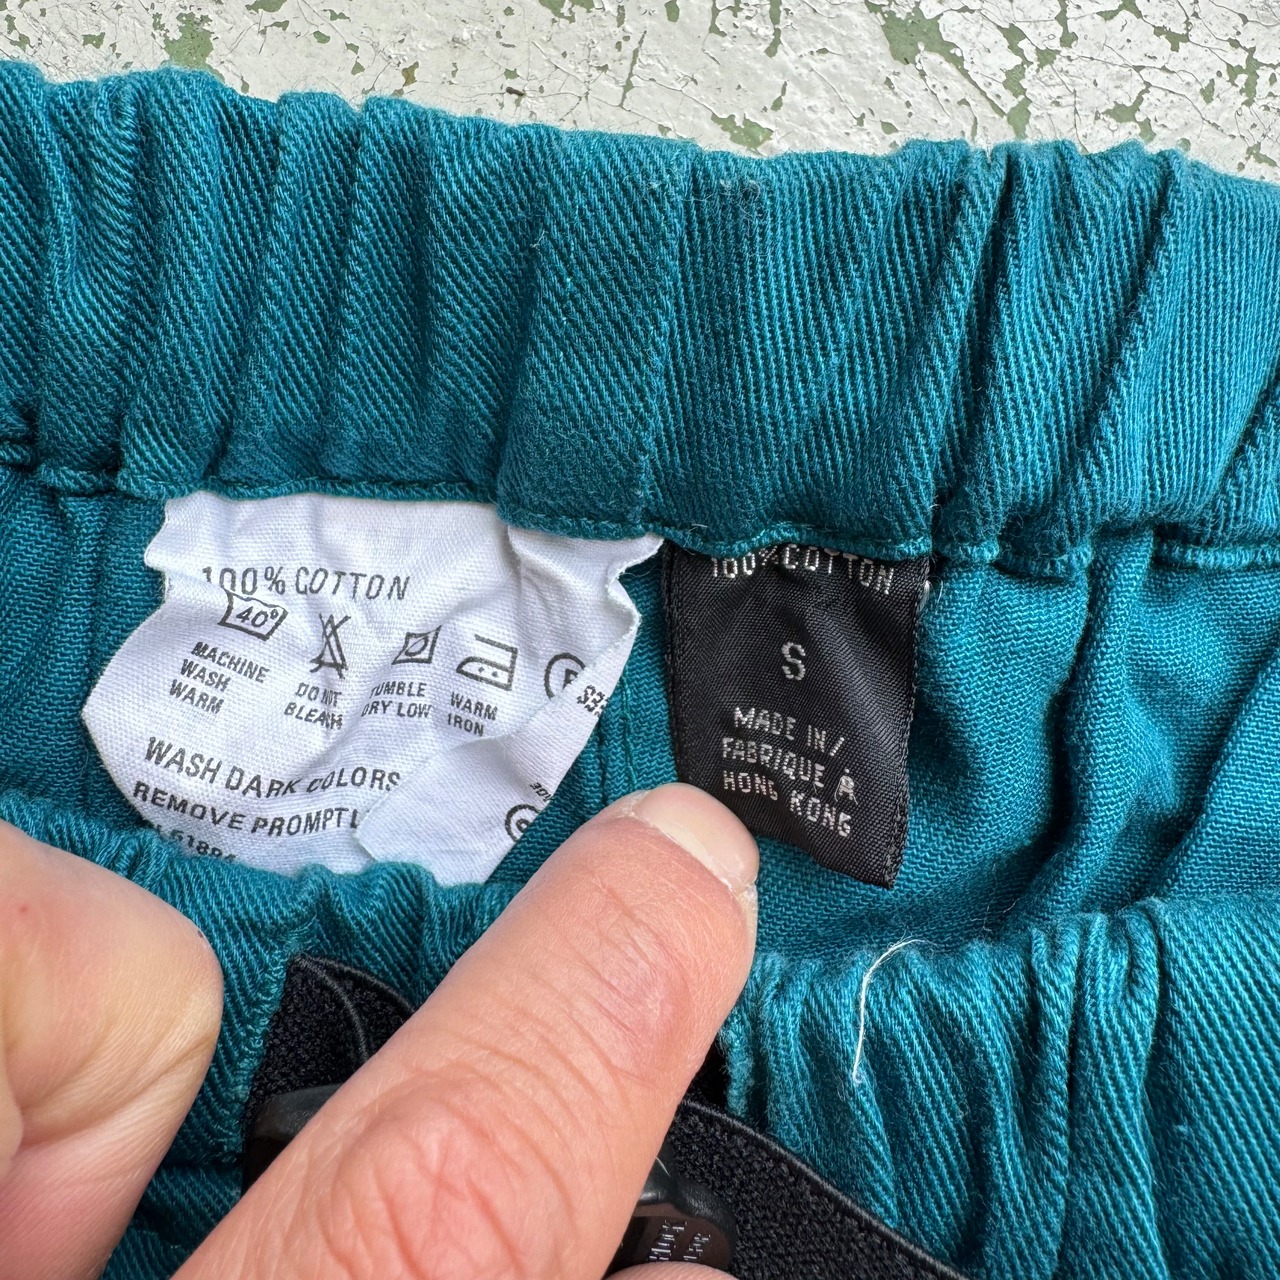 100% COTTON
40°
MACHINE
WASH
WARM
DO NOT
BLEACH
TUMBLE
DRY LOW
WARM
IRON
WASH DARK COLORS
REMOVE PROMPTL
100% COTTON
S
MADE IN/
FABRIQUE À
HONG KONG